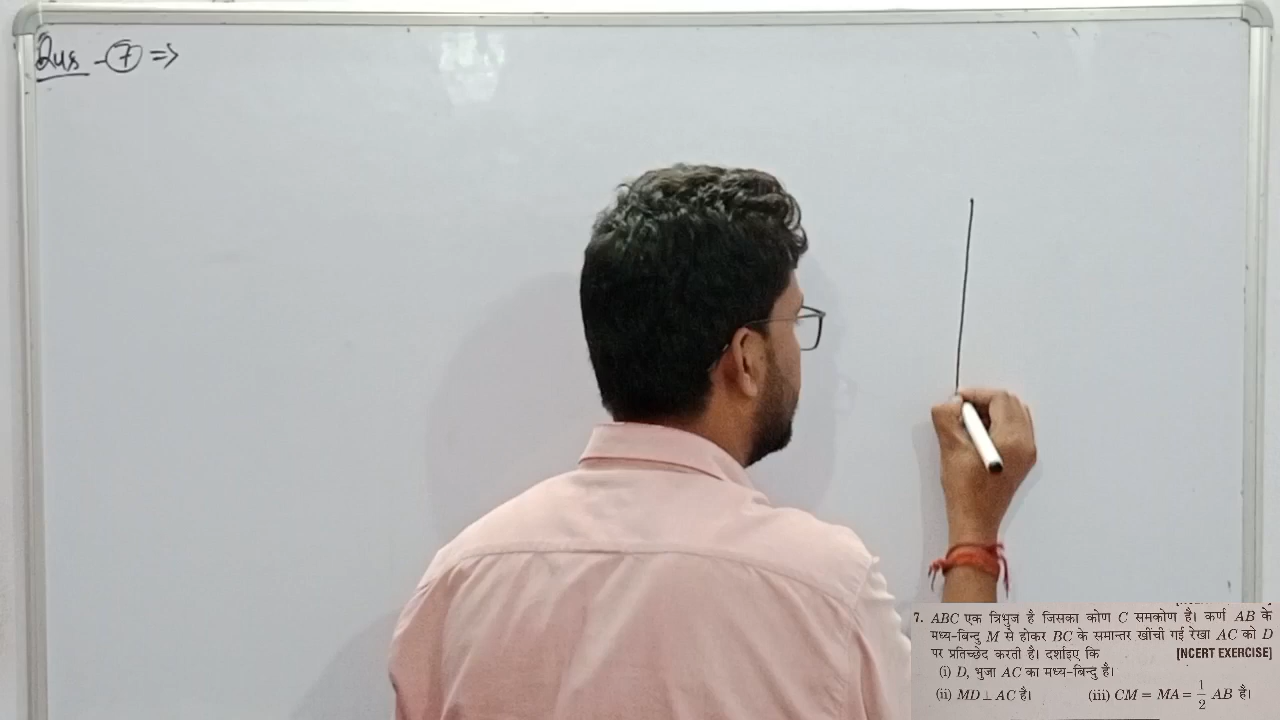 Qus - 7 ⇒
7. ABC एक त्रिभुज है जिसका कोण C समकोण है। कर्ण AB के
मध्य-बिन्दु M से होकर BC के समान्तर खींची गई रेखा AC को D
पर प्रतिच्छेद करती है। दर्शाइए कि [NCERT EXERCISE]
(i) D, भुजा AC का मध्य-बिन्दु है।
(ii) MD ⊥ AC है। (iii) CM = MA = 1/2 AB है।